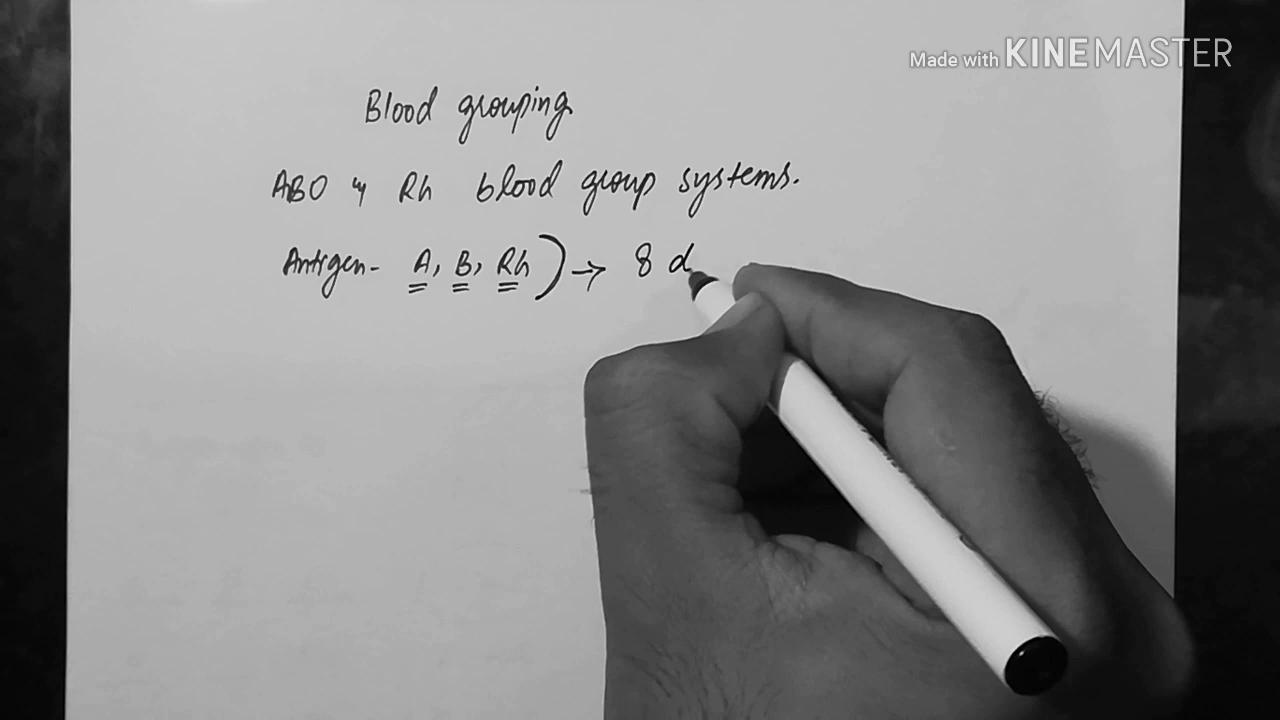 Made with KINEMASTER
Blood grouping
ABO & Rh blood group systems.
Antigen - A, B, Rh) → 8 d